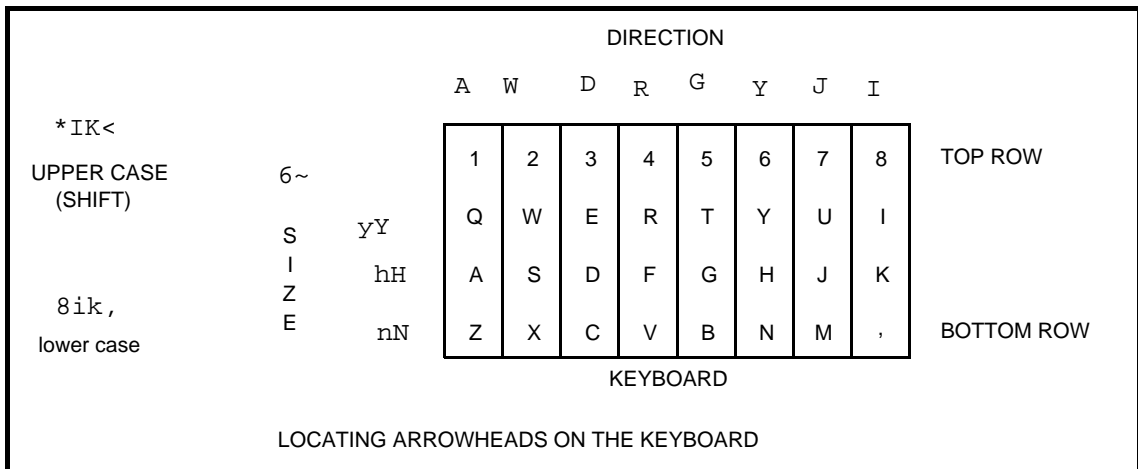 DIRECTION
A W D R G Y J I
*IK<
UPPER CASE
(SHIFT)
6~
1 2 3 4 5 6 7 8
TOP ROW
yY
Q W E R T Y U I
hH
A S D F G H J K
nN
Z X C V B N M ,
BOTTOM ROW
S
I
Z
E
8ik,
lower case
KEYBOARD
LOCATING ARROWHEADS ON THE KEYBOARD